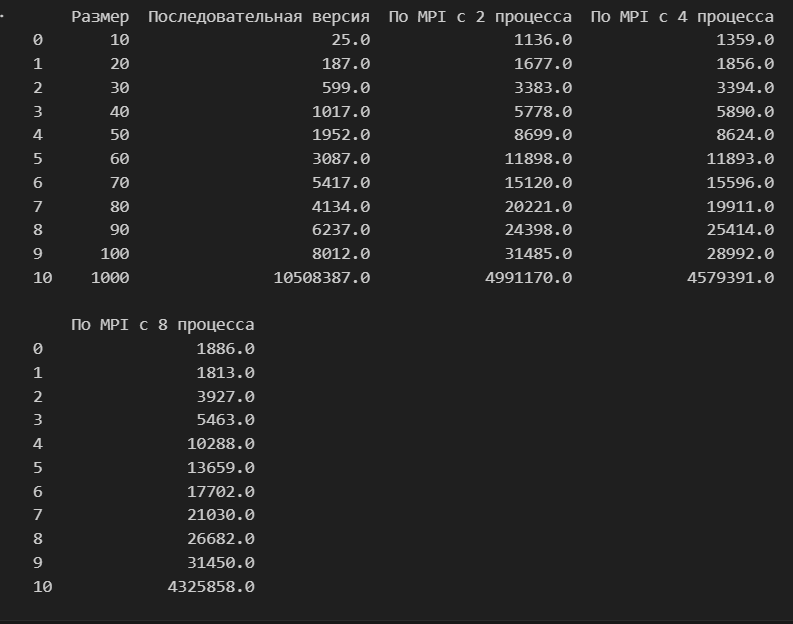 Размер Последовательная версия По MPI с 2 процесса По MPI с 4 процесса
0 10 25.0 1136.0 1359.0
1 20 187.0 1677.0 1856.0
2 30 599.0 3383.0 3394.0
3 40 1017.0 5778.0 5890.0
4 50 1952.0 8699.0 8624.0
5 60 3087.0 11898.0 11893.0
6 70 5417.0 15120.0 15596.0
7 80 4134.0 20221.0 19911.0
8 90 6237.0 24398.0 25414.0
9 100 8012.0 31485.0 28992.0
10 1000 10508387.0 4991170.0 4579391.0
По MPI с 8 процесса
0 1886.0
1 1813.0
2 3927.0
3 5463.0
4 10288.0
5 13659.0
6 17702.0
7 21030.0
8 26682.0
9 31450.0
10 4325858.0